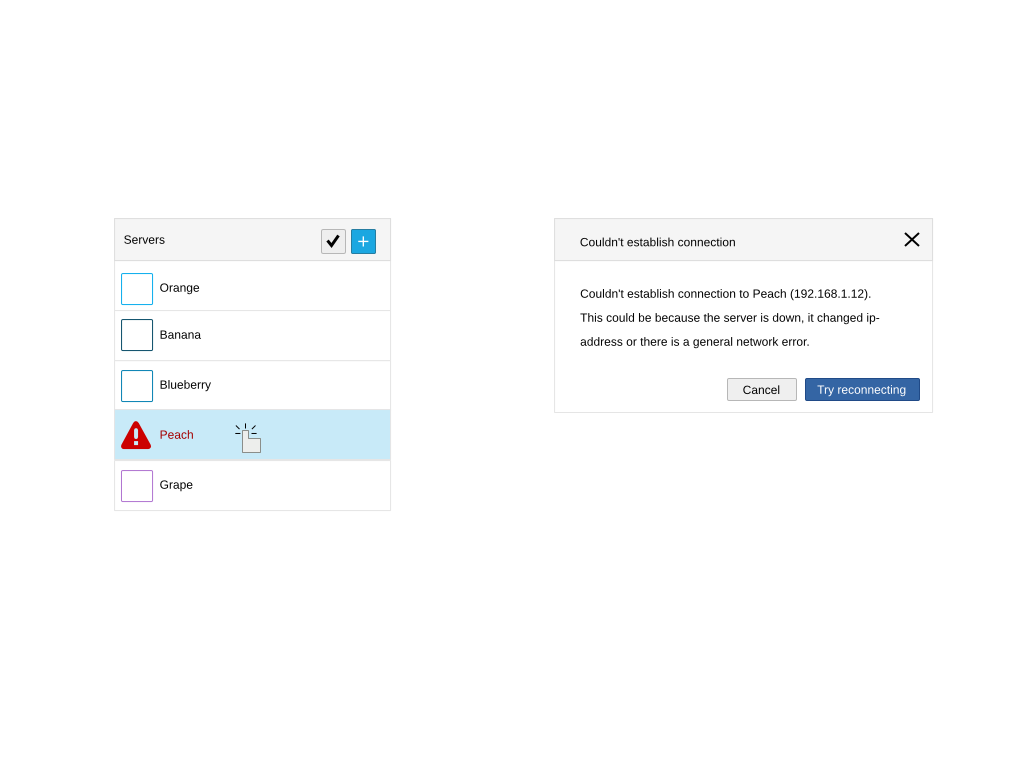 Servers
Orange
Banana
Blueberry
Peach
Grape
Couldn't establish connection
Couldn't establish connection to Peach (192.168.1.12).
This could be because the server is down, it changed ip-
address or there is a general network error.
Cancel
Try reconnecting